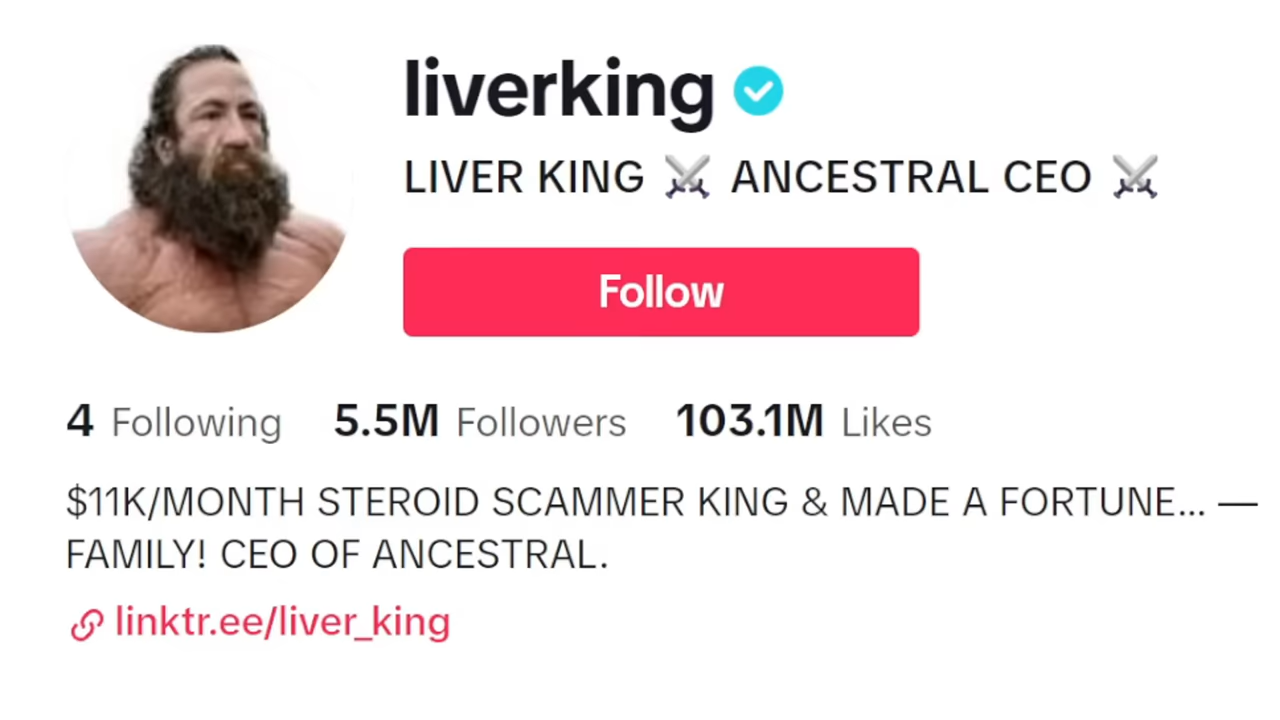 liverking
LIVER KING ⚔️ ANCESTRAL CEO ⚔️
Follow
4 Following 5.5M Followers 103.1M Likes
$11K/MONTH STEROID SCAMMER KING & MADE A FORTUNE... —
FAMILY! CEO OF ANCESTRAL.
linktr.ee/liver_king